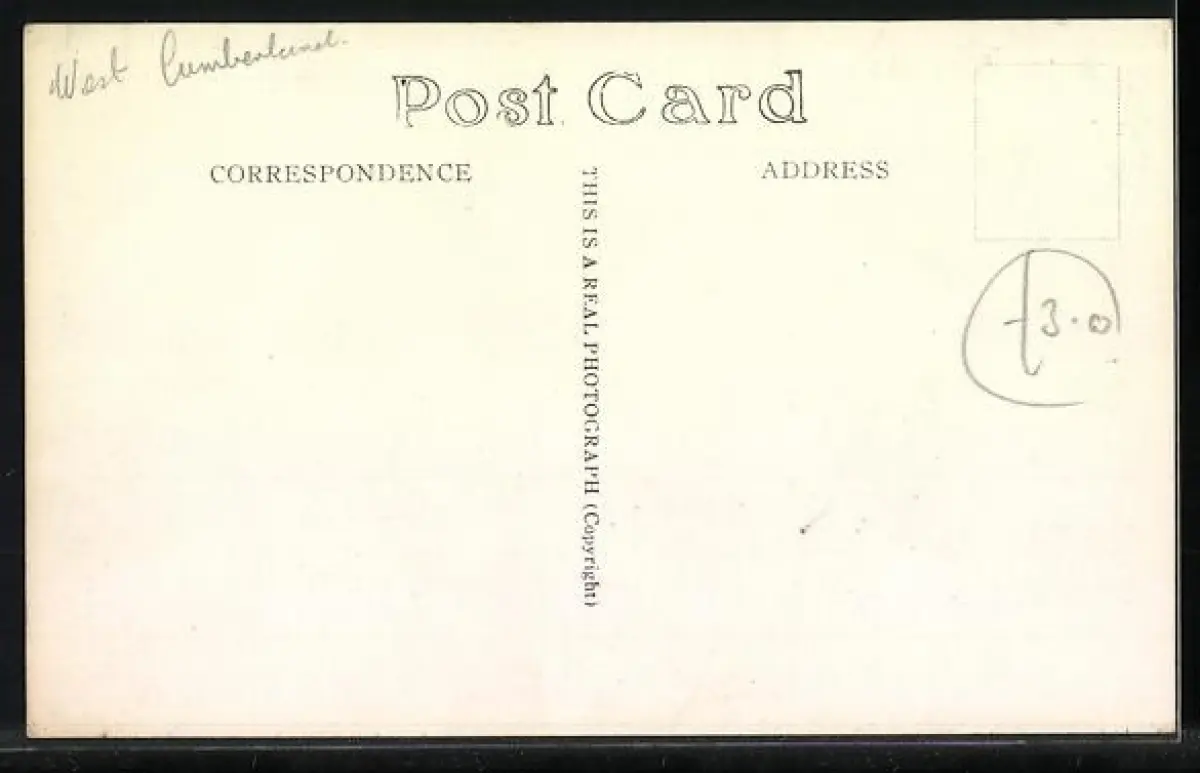 West Cumberland.
Post Card
CORRESPONDENCE
ADDRESS
THIS IS A REAL PHOTOGRAPH (Copyright)
£3.0